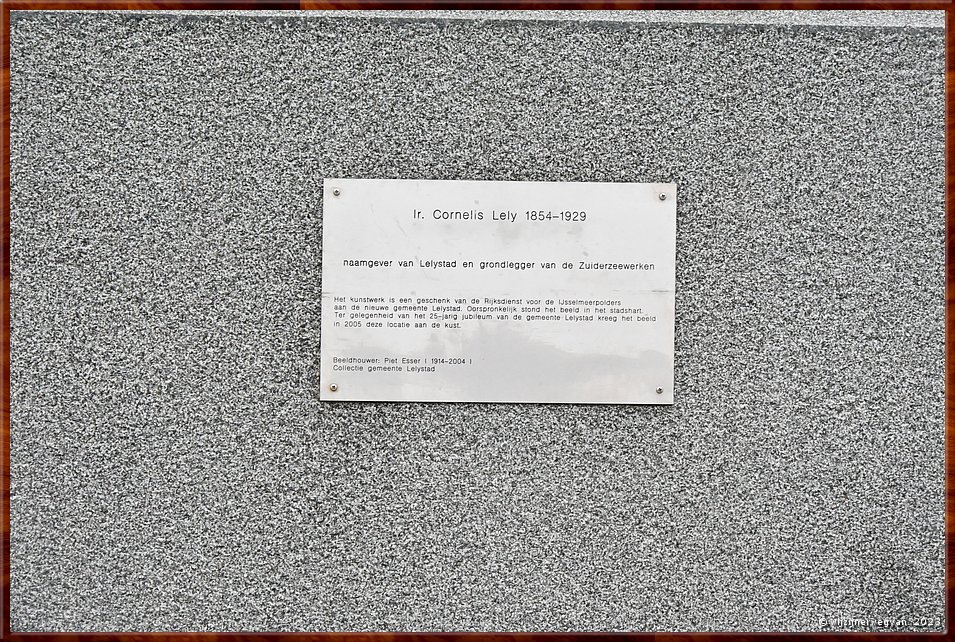 Ir. Cornelis Lely 1854-1929
naamgever van Lelystad en grondlegger van de Zuiderzeewerken
Het kunstwerk is een geschenk van de Rijksdienst voor de IJsselmeerpolders
aan de nieuwe gemeente Lelystad. Oorspronkelijk stond het beeld in het stadshart.
Ter gelegenheid van het 25-jarig jubileum van de gemeente Lelystad kreeg het beeld
in 2005 deze locatie aan de kust.
Beeldhouwer: Piet Esser ( 1914-2004 )
Collectie gemeente Lelystad
© wijzijnerwegvan 2023